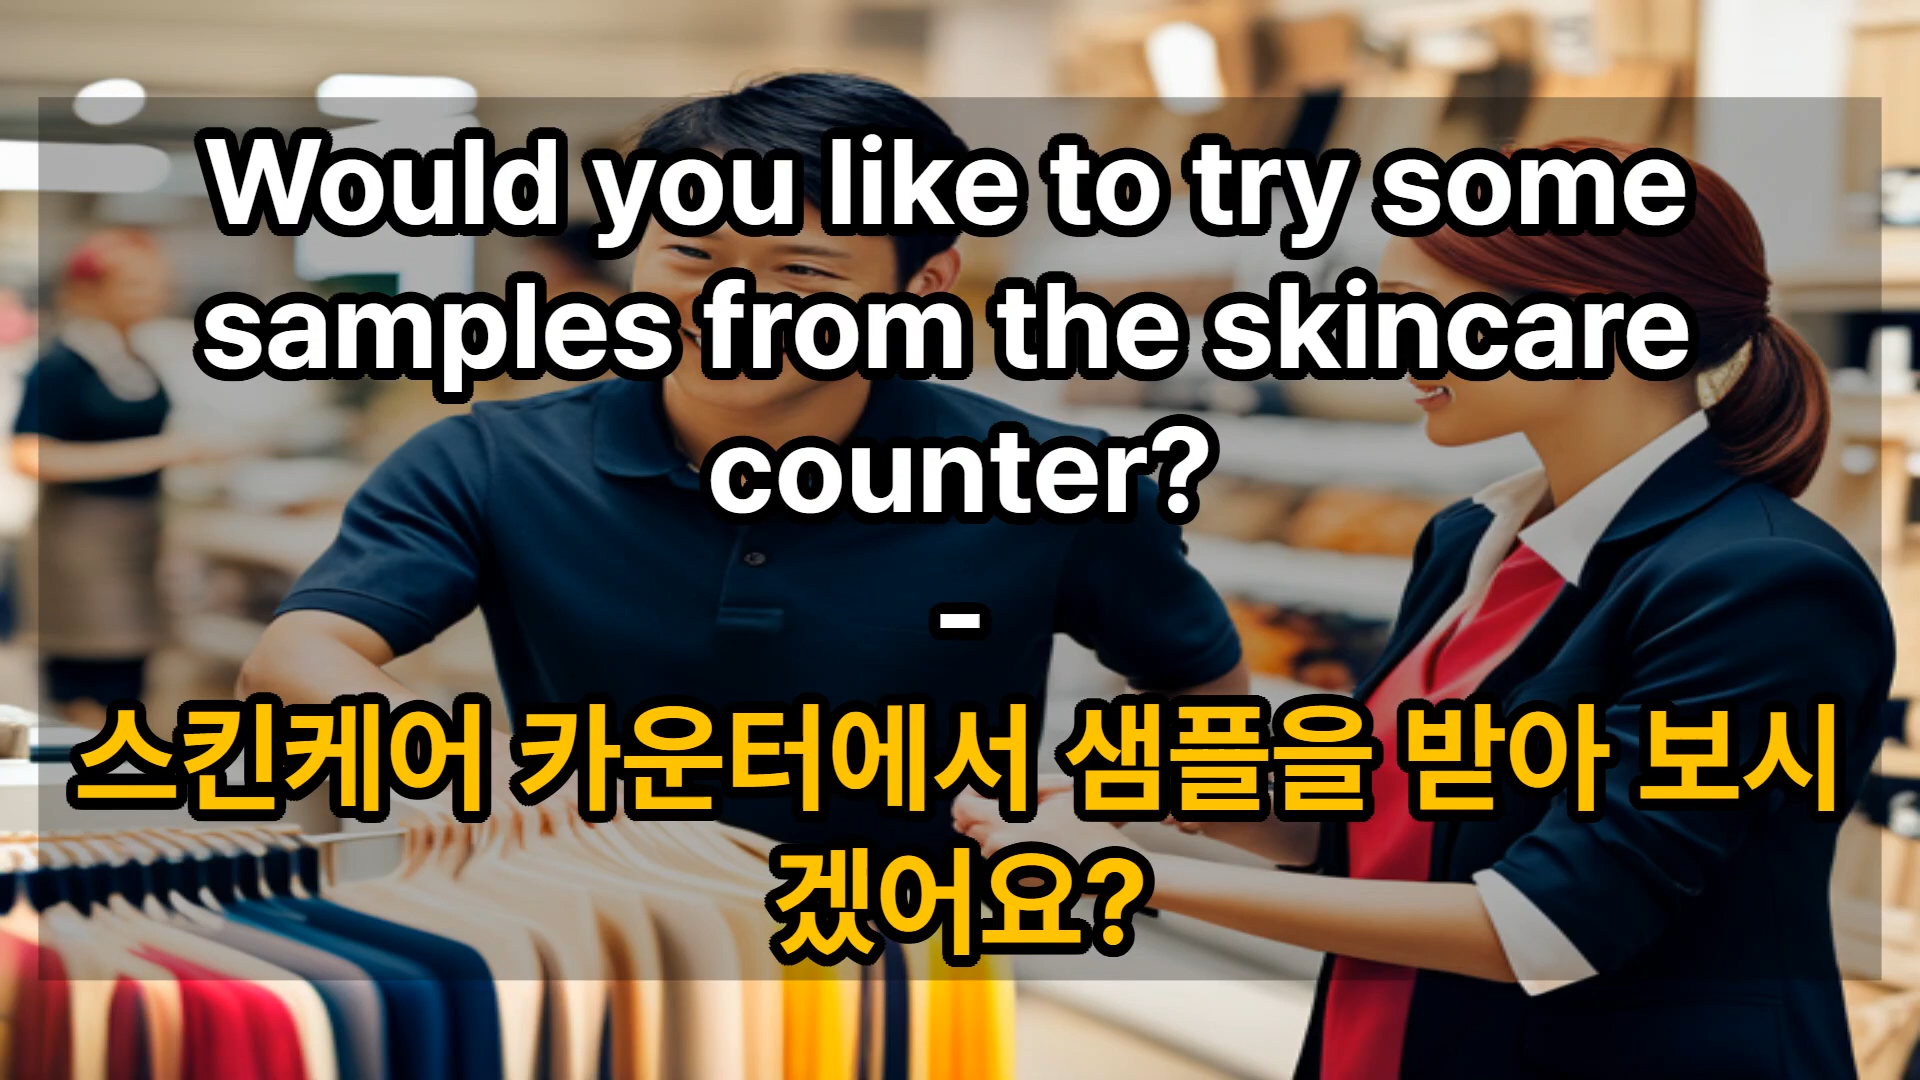 Would you like to try some
samples from the skincare
counter?
-
스킨케어 카운터에서 샘플을 받아 보시
겠어요?